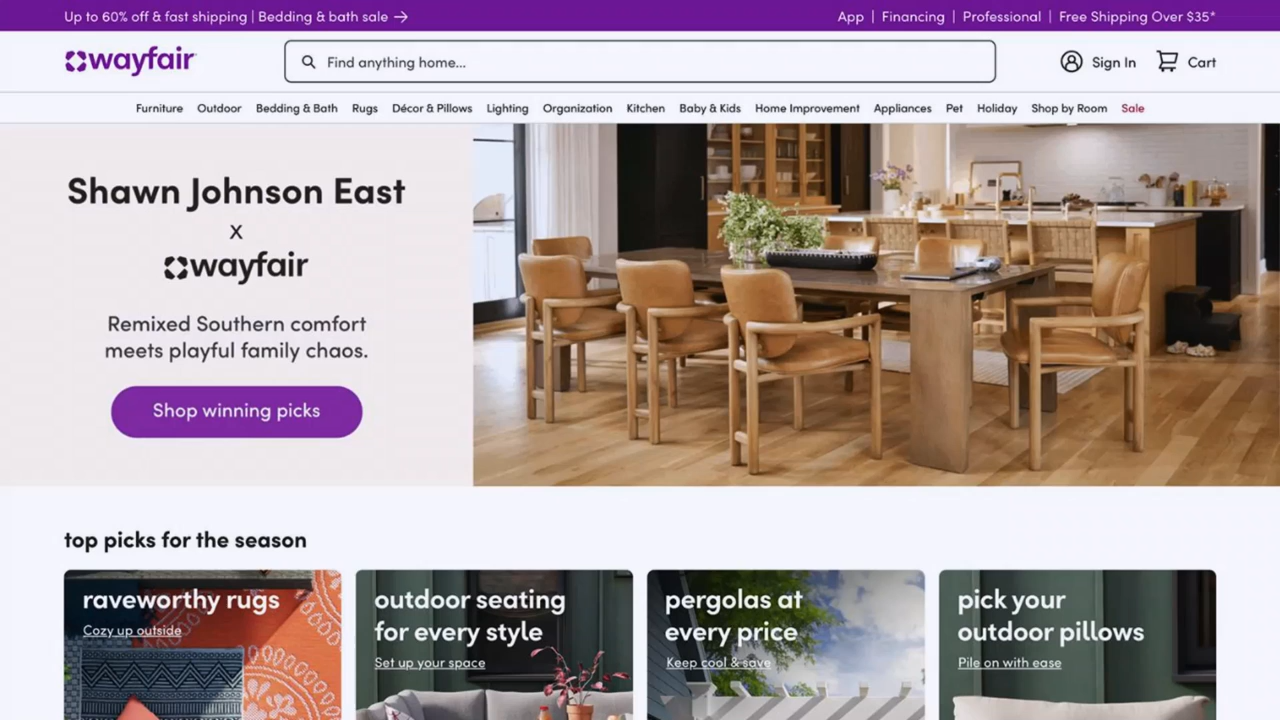 Up to 60% off & fast shipping | Bedding & bath sale →
App | Financing | Professional | Free Shipping Over $35*
wayfair
Find anything home...
Sign In
Cart
Furniture Outdoor Bedding & Bath Rugs Décor & Pillows Lighting Organization Kitchen Baby & Kids Home Improvement Appliances Pet Holiday Shop by Room Sale
Shawn Johnson East
x
wayfair
Remixed Southern comfort
meets playful family chaos.
Shop winning picks
top picks for the season
raveworthy rugs
Cozy up outside
outdoor seating
for every style
Set up your space
pergolas at
every price
Keep cool & save
pick your
outdoor pillows
Pile on with ease